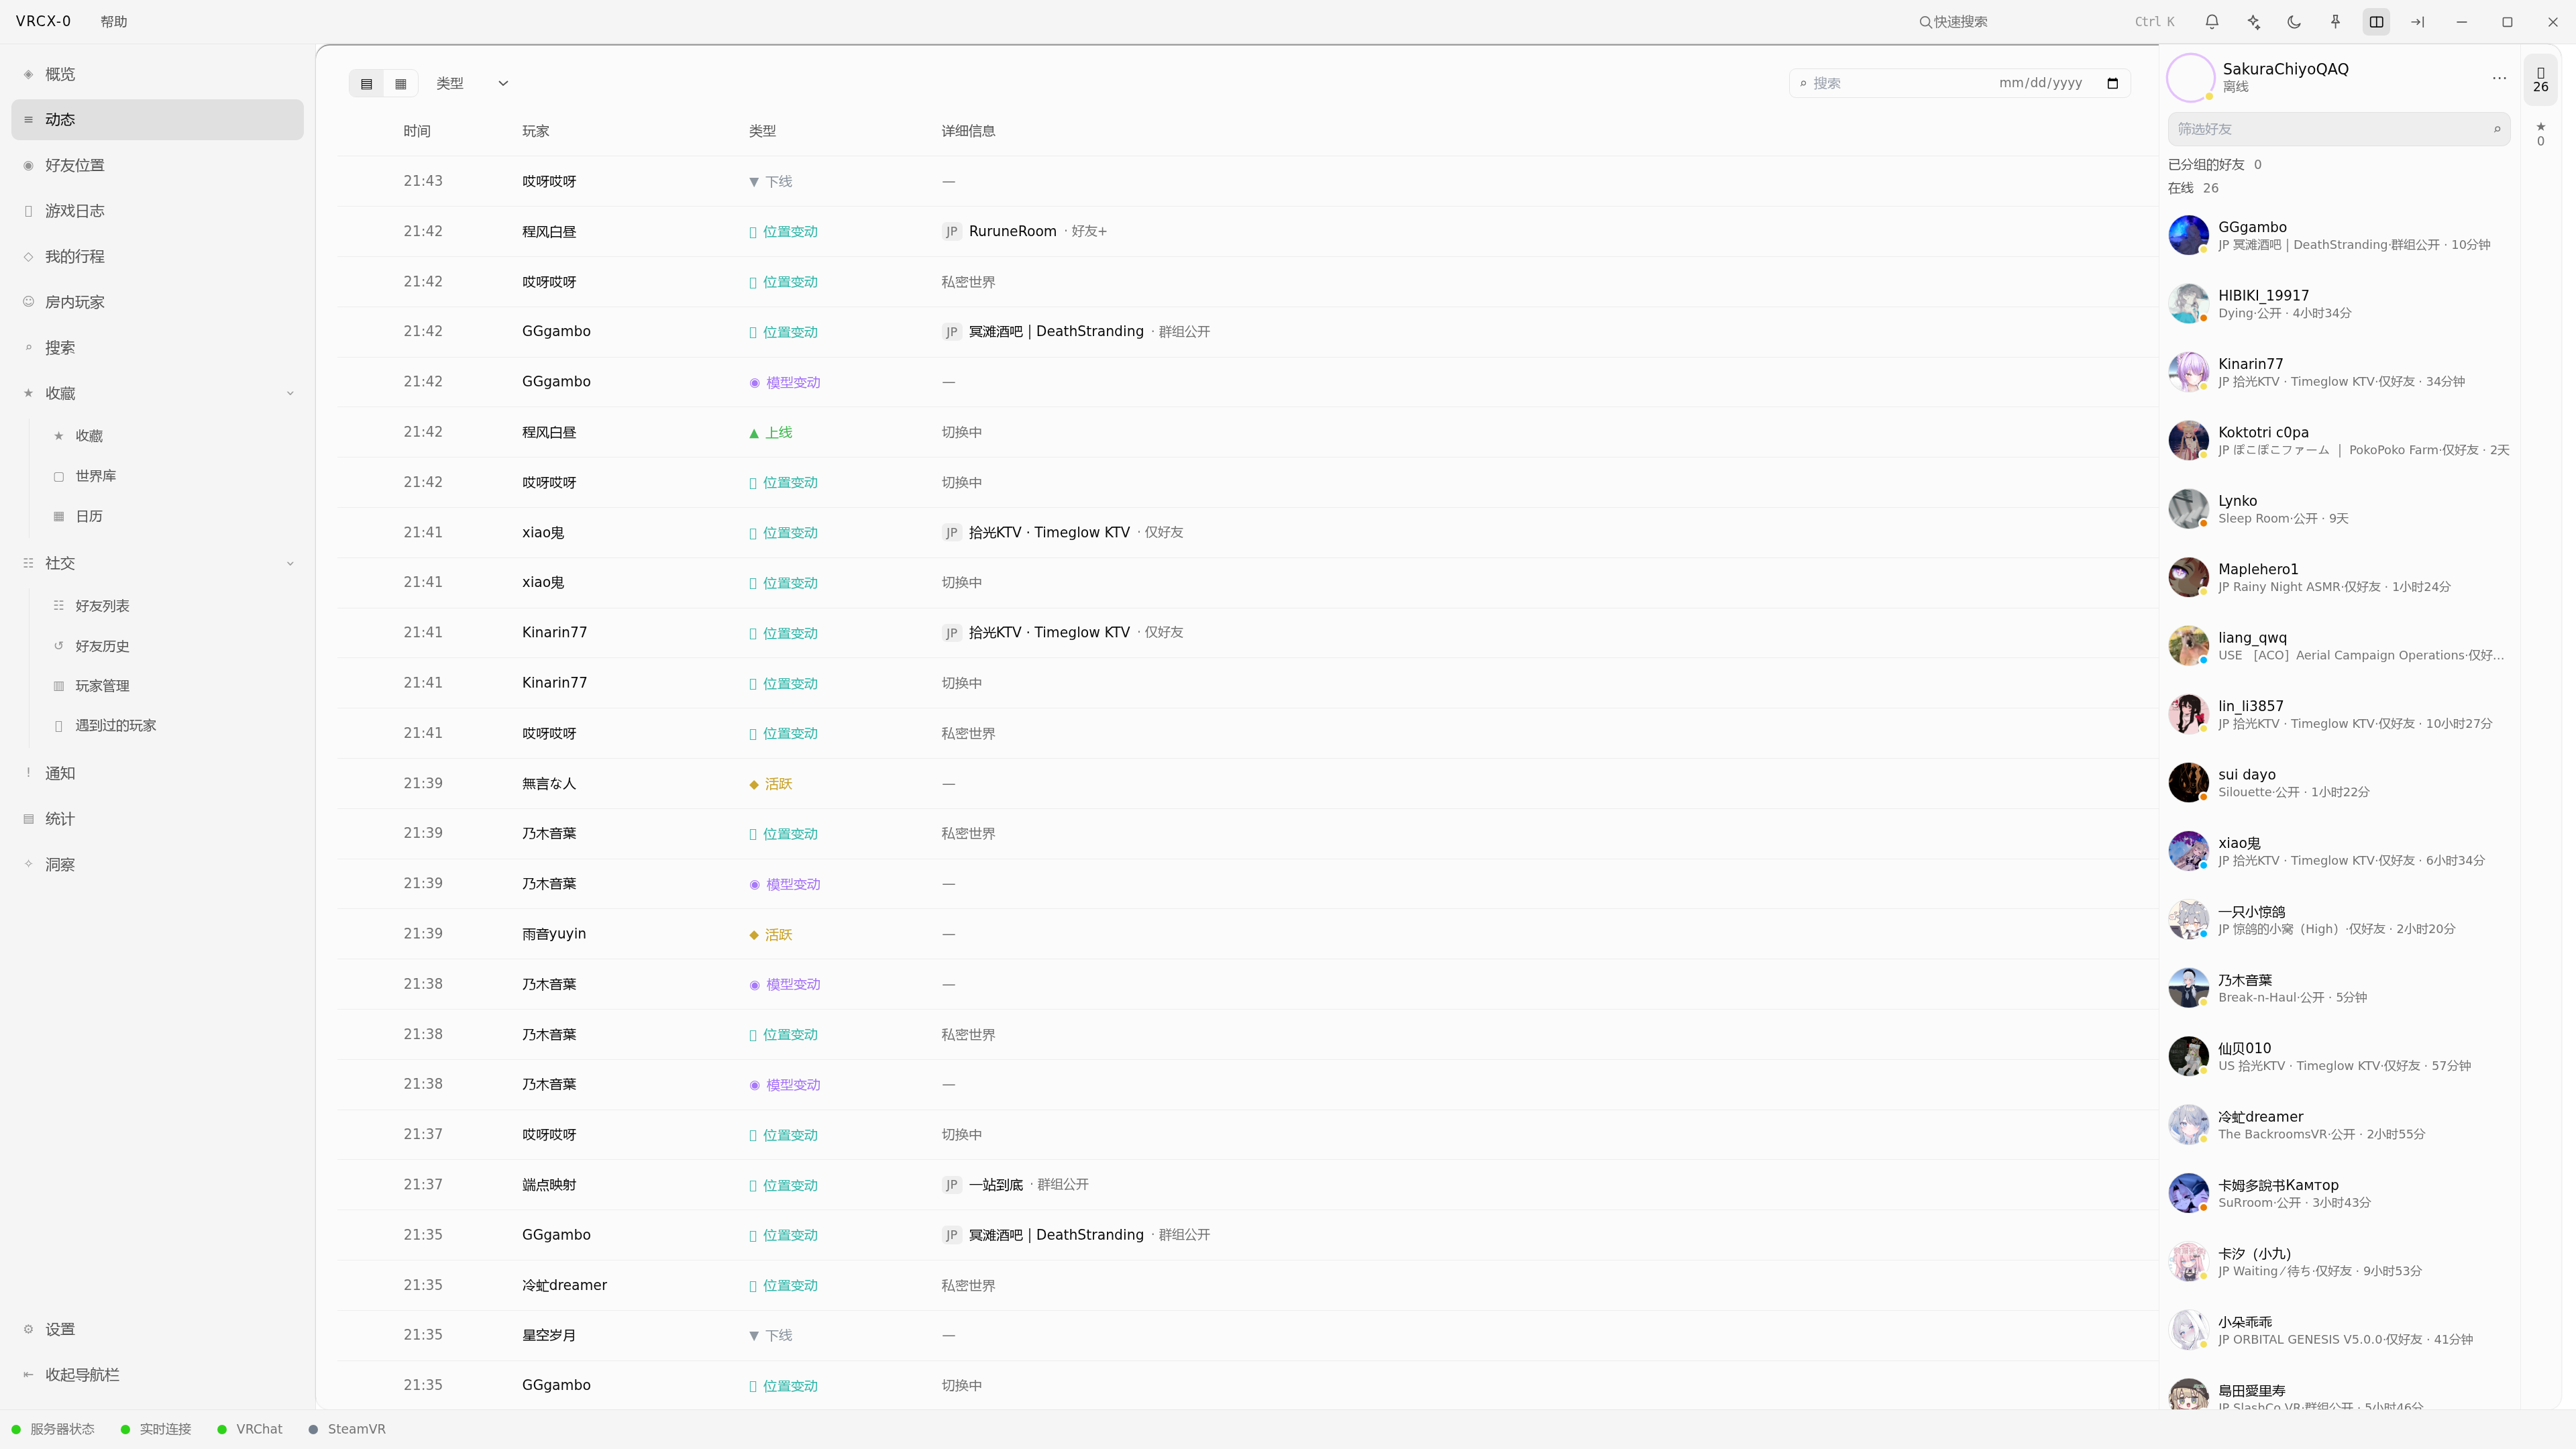 VRCX-0 帮助 快速搜索 Ctrl K
概览
动态
好友位置
游戏日志
我的行程
房内玩家
搜索
收藏
收藏
世界库
日历
社交
好友列表
好友历史
玩家管理
遇到过的玩家
通知
统计
洞察
设置
收起导航栏
类型 搜索 mm/dd/yyyy
时间 玩家 类型 详细信息
21:43 哎呀哎呀 下线 —
21:42 程风白昼 位置变动 JP RuruneRoom · 好友+
21:42 哎呀哎呀 位置变动 私密世界
21:42 GGgambo 位置变动 JP 冥滩酒吧 | DeathStranding · 群组公开
21:42 GGgambo 模型变动 —
21:42 程风白昼 上线 切换中
21:42 哎呀哎呀 位置变动 切换中
21:41 xiao鬼 位置变动 JP 拾光KTV · Timeglow KTV · 仅好友
21:41 xiao鬼 位置变动 切换中
21:41 Kinarin77 位置变动 JP 拾光KTV · Timeglow KTV · 仅好友
21:41 Kinarin77 位置变动 切换中
21:41 哎呀哎呀 位置变动 私密世界
21:39 無言な人 活跃 —
21:39 乃木音葉 位置变动 私密世界
21:39 乃木音葉 模型变动 —
21:39 雨音yuyin 活跃 —
21:38 乃木音葉 模型变动 —
21:38 乃木音葉 位置变动 私密世界
21:38 乃木音葉 模型变动 —
21:37 哎呀哎呀 位置变动 切换中
21:37 端点映射 位置变动 JP 一站到底 · 群组公开
21:35 GGgambo 位置变动 JP 冥滩酒吧 | DeathStranding · 群组公开
21:35 冷虻dreamer 位置变动 私密世界
21:35 星空岁月 下线 —
21:35 GGgambo 位置变动 切换中
SakuraChiyoQAQ
离线
26
0
筛选好友
已分组的好友 0
在线 26
GGgambo
JP 冥滩酒吧 | DeathStranding·群组公开 · 10分钟
HIBIKI_19917
Dying·公开 · 4小时34分
Kinarin77
JP 拾光KTV · Timeglow KTV·仅好友 · 34分钟
Koktotri c0pa
JP ぽこぽこファーム ｜ PokoPoko Farm·仅好友 · 2天
Lynko
Sleep Room·公开 · 9天
Maplehero1
JP Rainy Night ASMR·仅好友 · 1小时24分
liang_qwq
USE ［ACO］Aerial Campaign Operations·仅好…
lin_li3857
JP 拾光KTV · Timeglow KTV·仅好友 · 10小时27分
sui dayo
Silouette·公开 · 1小时22分
xiao鬼
JP 拾光KTV · Timeglow KTV·仅好友 · 6小时34分
一只小惊鸽
JP 惊鸽的小窝（High）·仅好友 · 2小时20分
乃木音葉
Break-n-Haul·公开 · 5分钟
仙贝010
US 拾光KTV · Timeglow KTV·仅好友 · 57分钟
冷虻dreamer
The BackroomsVR·公开 · 2小时55分
卡姆多說书Камтор
SuRroom·公开 · 3小时43分
卡汐（小九）
JP Waiting ⁄ 待ち·仅好友 · 9小时53分
小朵乖乖
JP ORBITAL GENESIS V5.0.0·仅好友 · 41分钟
島田愛里寿
JP SlashCo VR·群组公开 · 5小时46分
服务器状态 实时连接 VRChat SteamVR